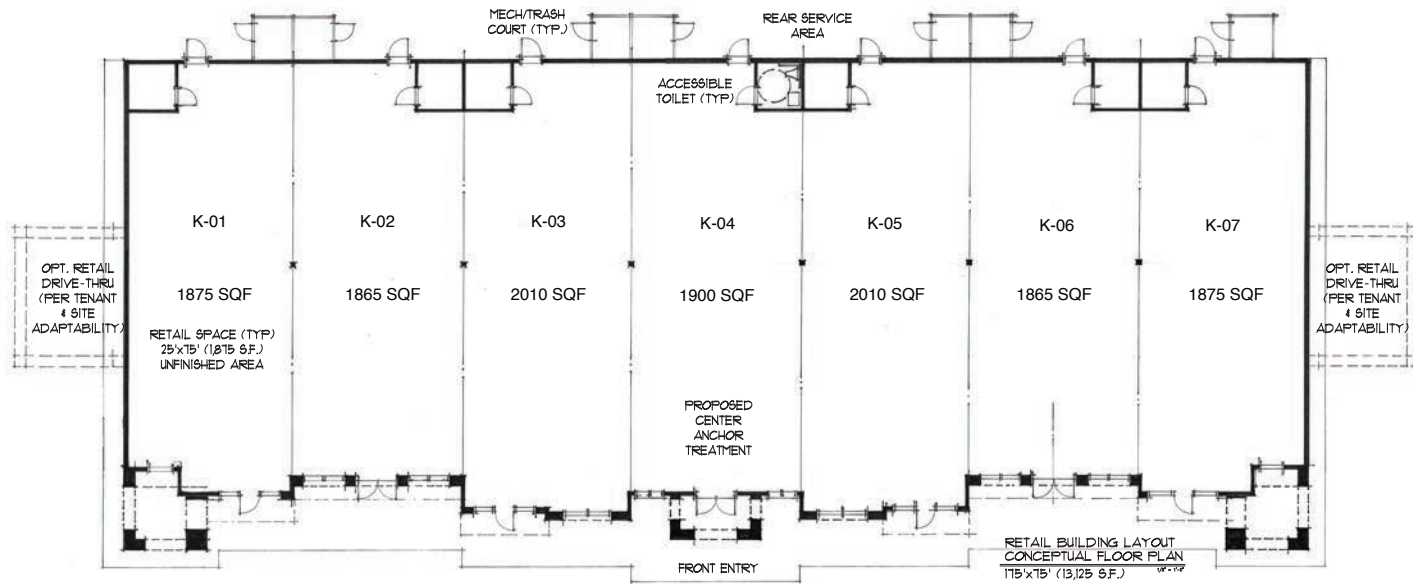 MECH/TRASH
COURT (TYP.)
REAR SERVICE
AREA
ACCESSIBLE
TOILET (TYP)
K-01
K-02
K-03
K-04
K-05
K-06
K-07
1875 SQF
1865 SQF
2010 SQF
1900 SQF
2010 SQF
1865 SQF
1875 SQF
OPT. RETAIL
DRIVE-THRU
(PER TENANT
& SITE
ADAPTABILITY)
RETAIL SPACE (TYP)
25'x75' (1,875 S.F.)
UNFINISHED AREA
OPT. RETAIL
DRIVE-THRU
(PER TENANT
& SITE
ADAPTABILITY)
PROPOSED
CENTER
ANCHOR
TREATMENT
FRONT ENTRY
RETAIL BUILDING LAYOUT
CONCEPTUAL FLOOR PLAN
175'x75' (13,125 S.F.)